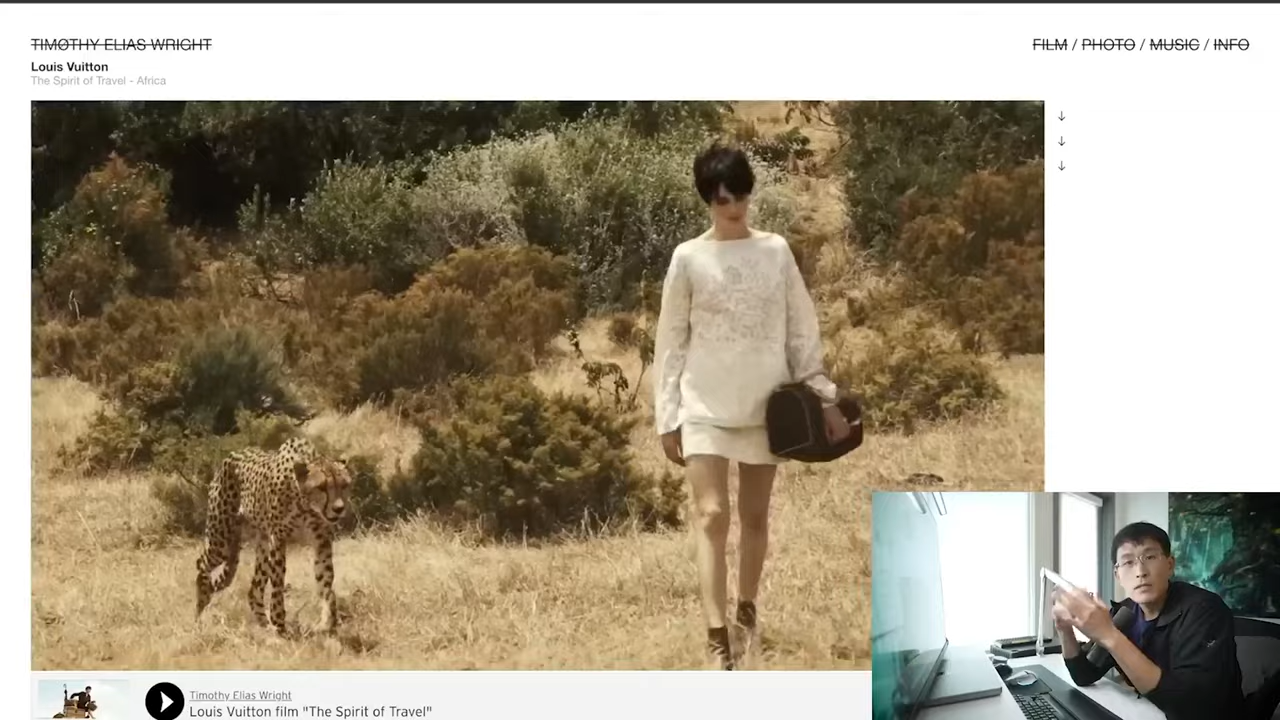 TIMØTHY ELIAS WRIGHT
FILM / PHOTO / MUSIC / INFO
Louis Vuitton
The Spirit of Travel - Africa
↓
↓
↓
Timothy Elias Wright
Louis Vuitton film "The Spirit of Travel"